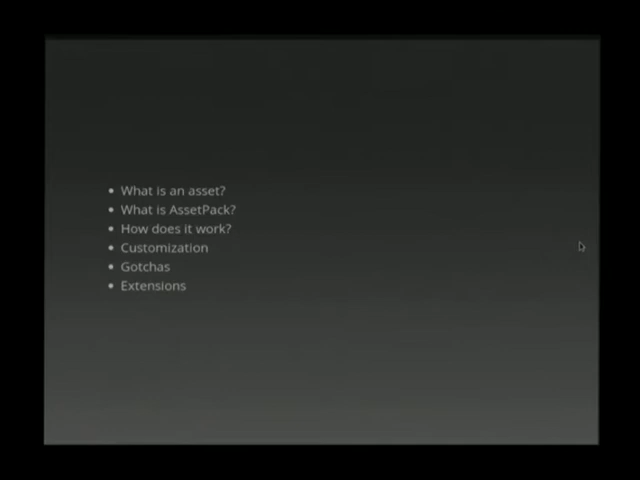 • What is an asset?
• What is AssetPack?
• How does it work?
• Customization
• Gotchas
• Extensions